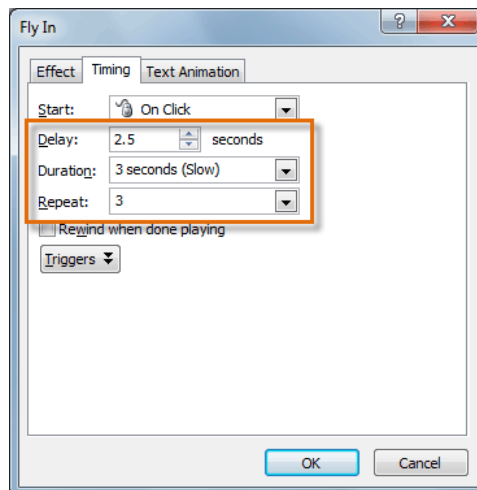 Fly In
Effect Timing Text Animation
Start: On Click
Delay: 2.5 seconds
Duration: 3 seconds (Slow)
Repeat: 3
Rewind when done playing
Triggers
OK Cancel